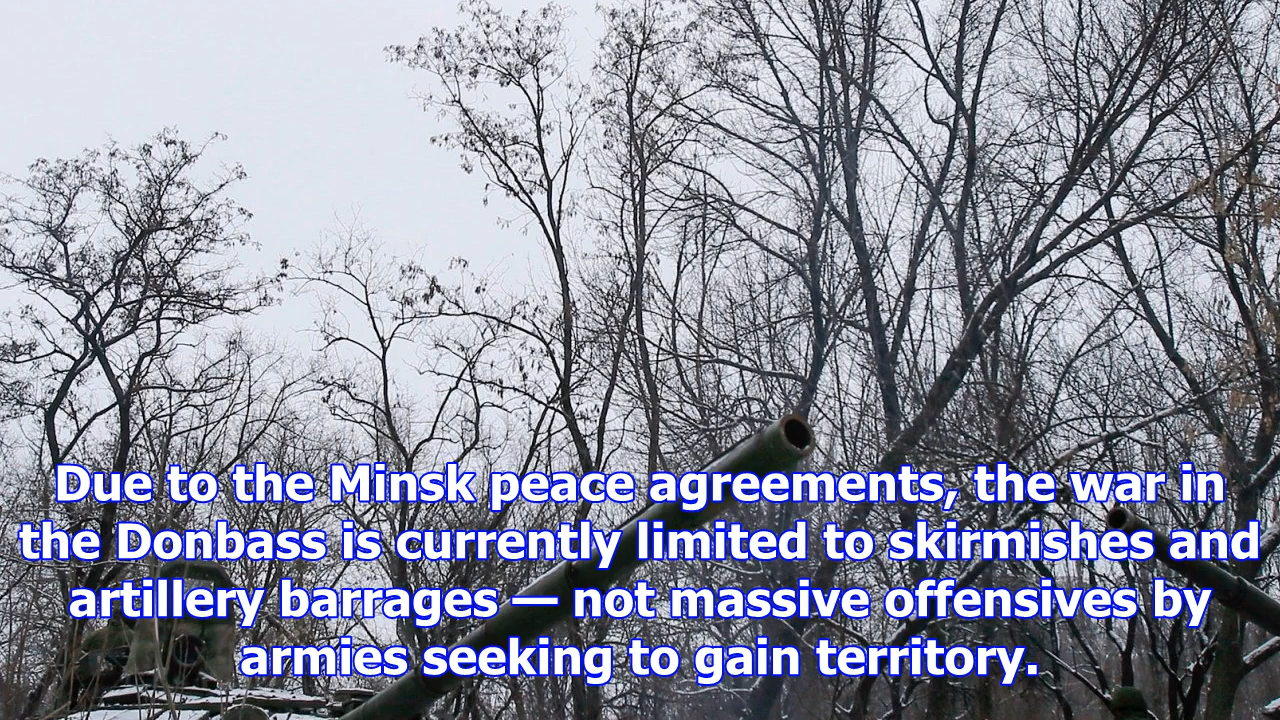 Due to the Minsk peace agreements, the war in
the Donbass is currently limited to skirmishes and
artillery barrages — not massive offensives by
armies seeking to gain territory.